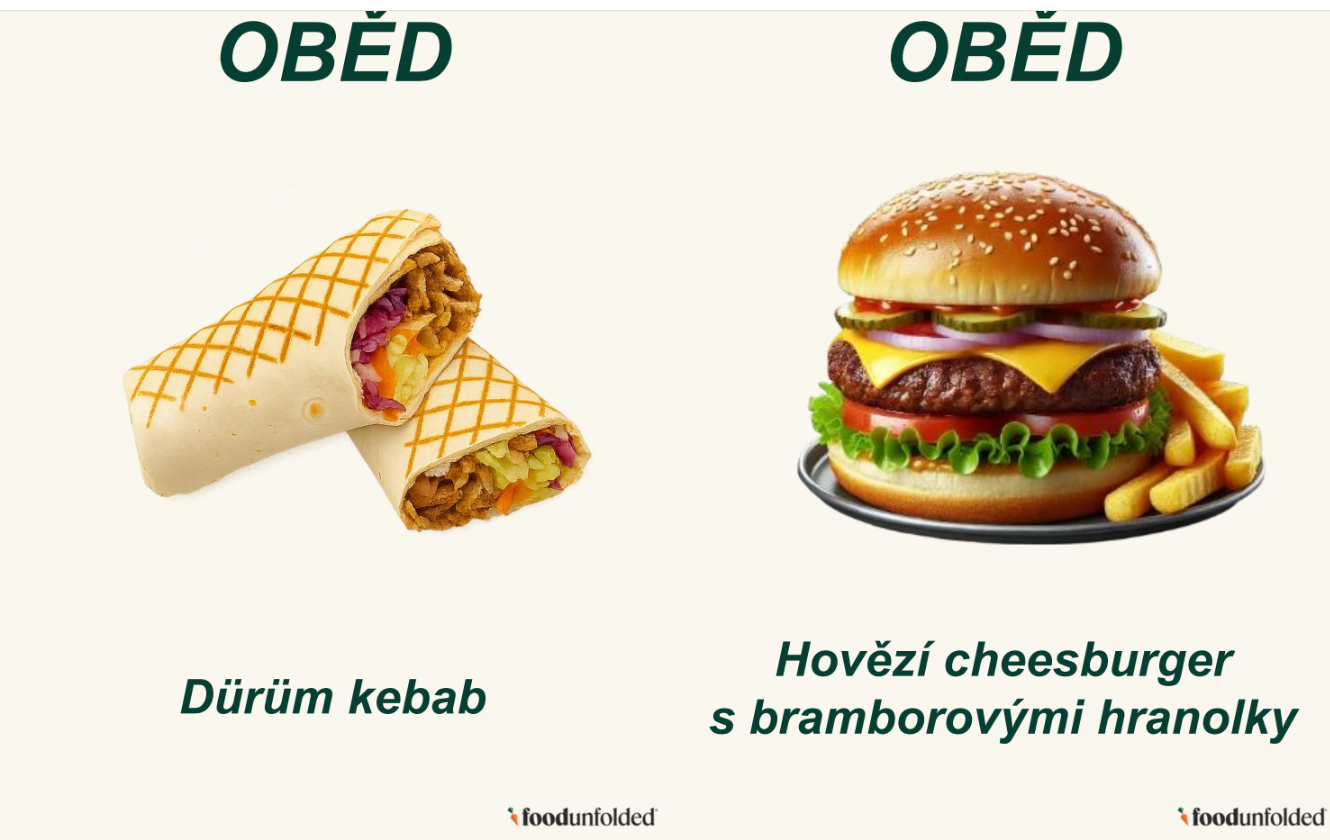 OBĚD
Dürüm kebab
foodunfolded
OBĚD
Hovězí cheesburger
s bramborovými hranolky
foodunfolded